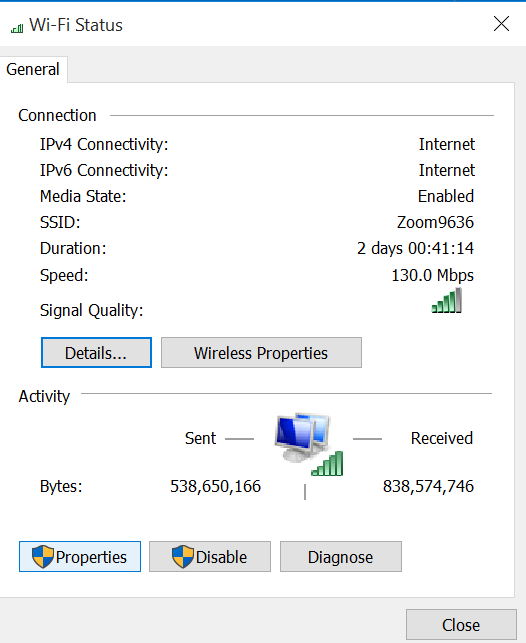 Wi-Fi Status
General
Connection
IPv4 Connectivity: Internet
IPv6 Connectivity: Internet
Media State: Enabled
SSID: Zoom9636
Duration: 2 days 00:41:14
Speed: 130.0 Mbps
Signal Quality:
Details... Wireless Properties
Activity
Sent Received
Bytes: 538,650,166 838,574,746
Properties Disable Diagnose
Close